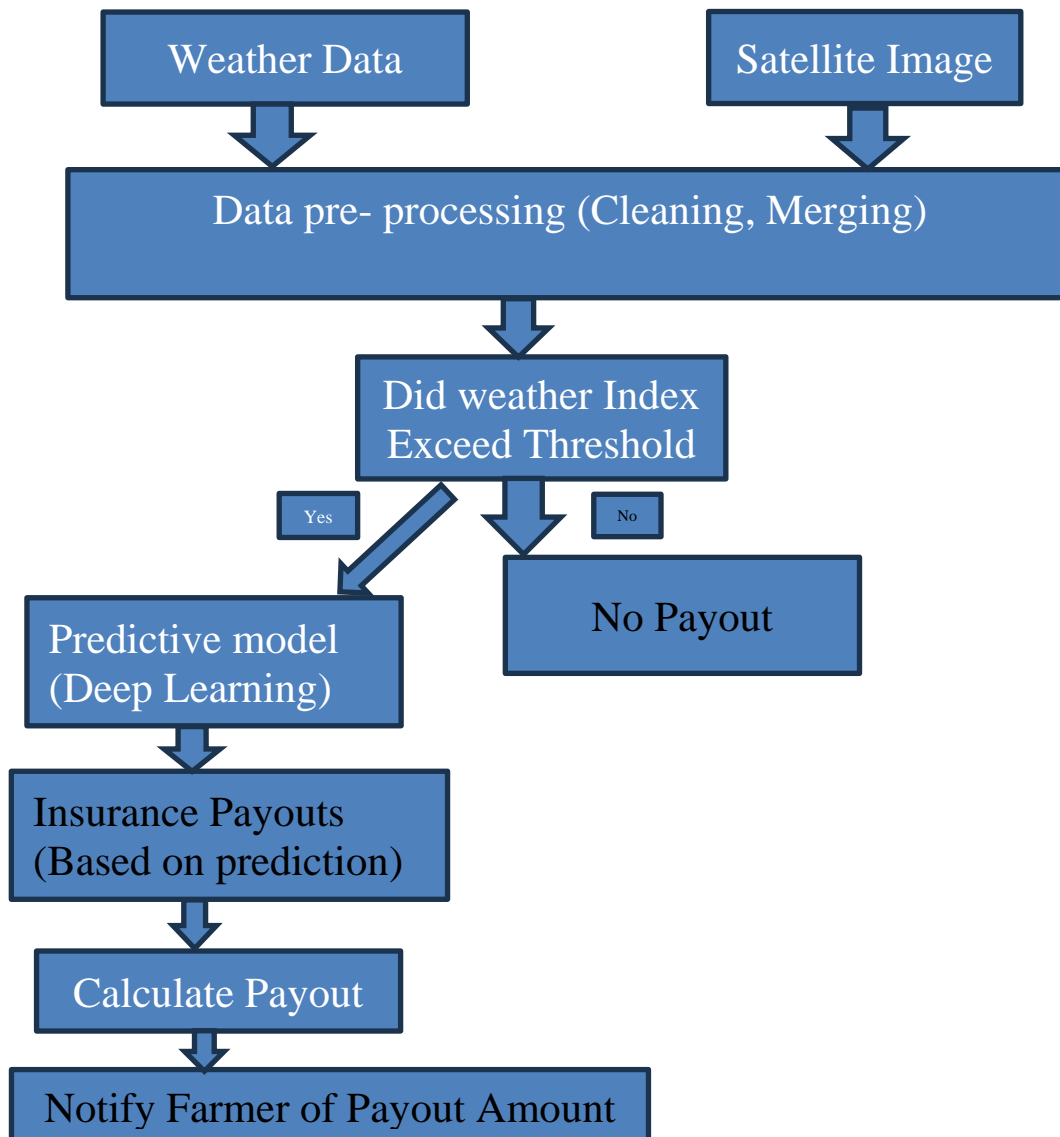 Weather Data
Satellite Image
Data pre- processing (Cleaning, Merging)
Did weather Index
Exceed Threshold
Yes
No
No Payout
Predictive model
(Deep Learning)
Insurance Payouts
(Based on prediction)
Calculate Payout
Notify Farmer of Payout Amount